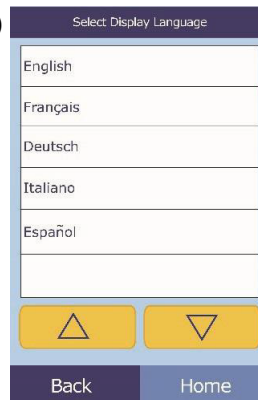 Select Display Language
English
Français
Deutsch
Italiano
Español
Back Home